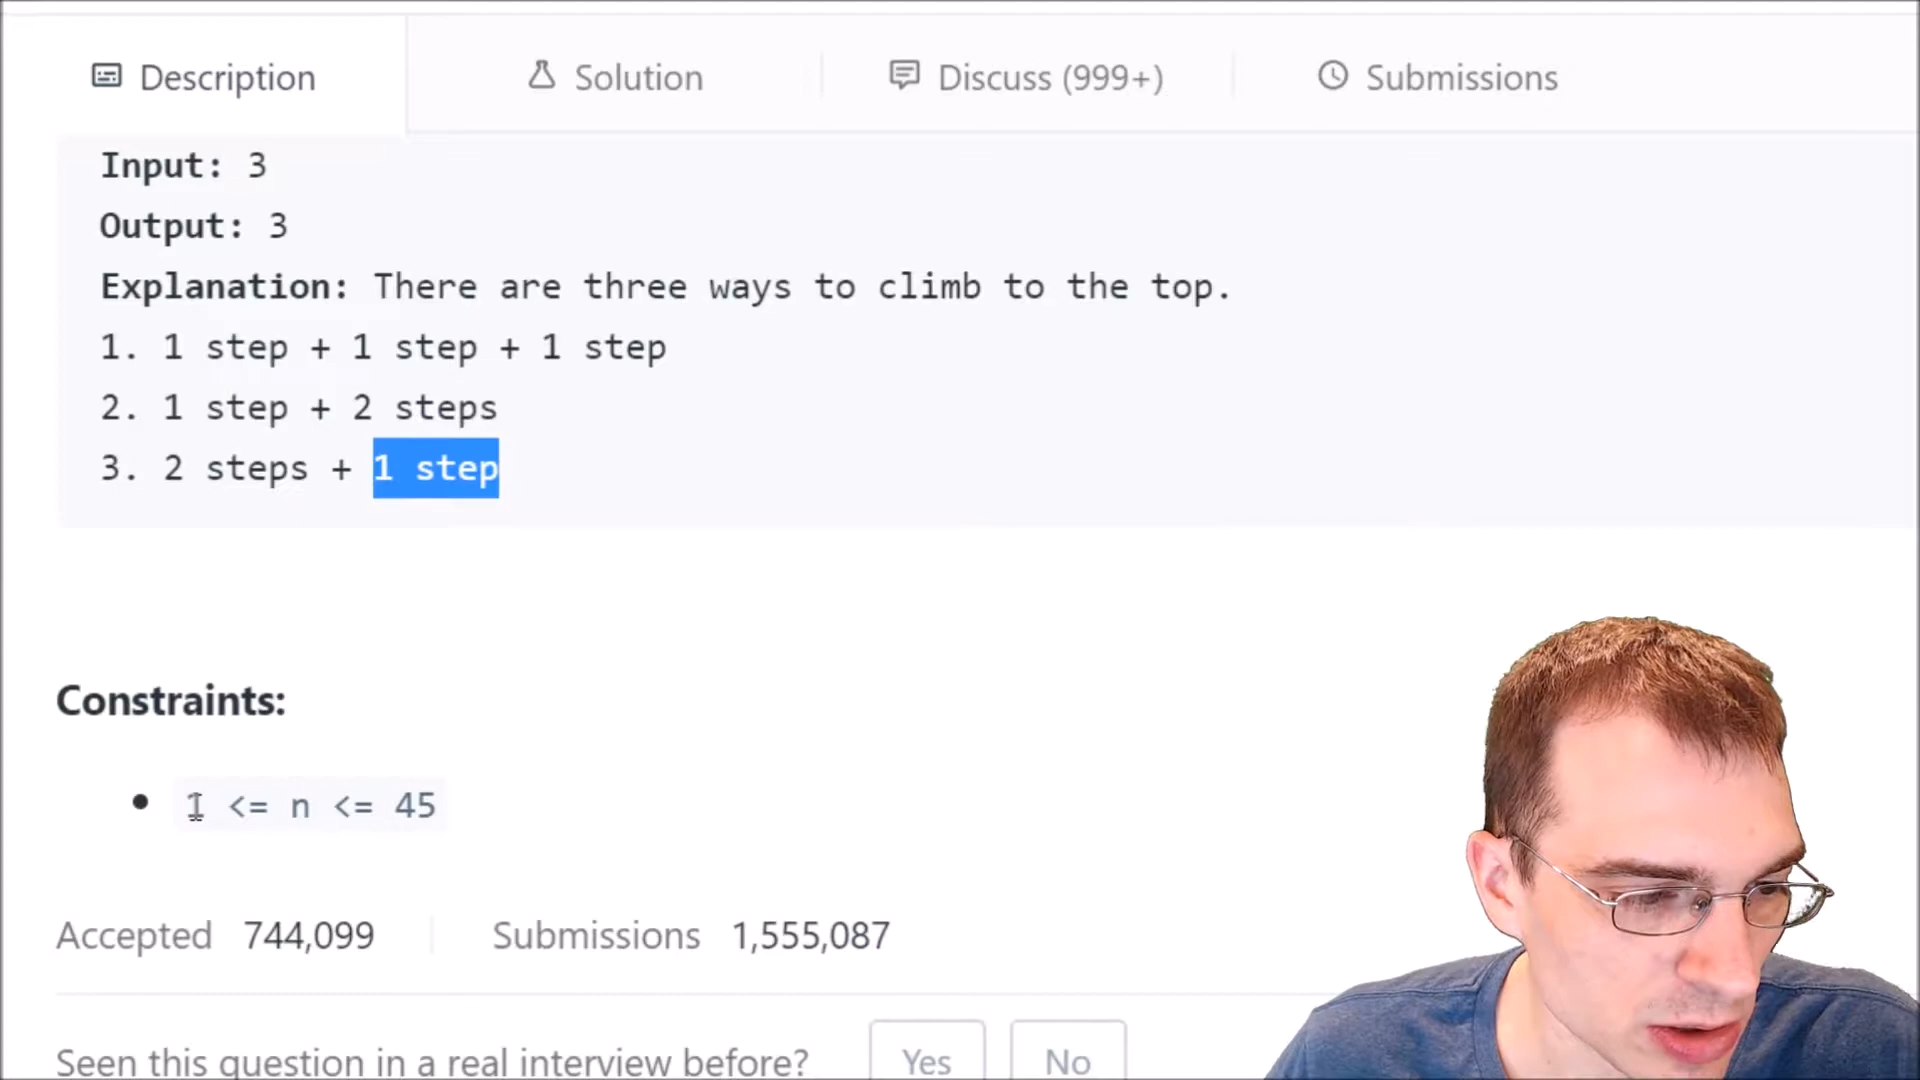 Description Solution Discuss (999+) Submissions
Input: 3
Output: 3
Explanation: There are three ways to climb to the top.
1. 1 step + 1 step + 1 step
2. 1 step + 2 steps
3. 2 steps + 1 step
Constraints:
1 <= n <= 45
Accepted 744,099 Submissions 1,555,087
Seen this question in a real interview before? Yes No